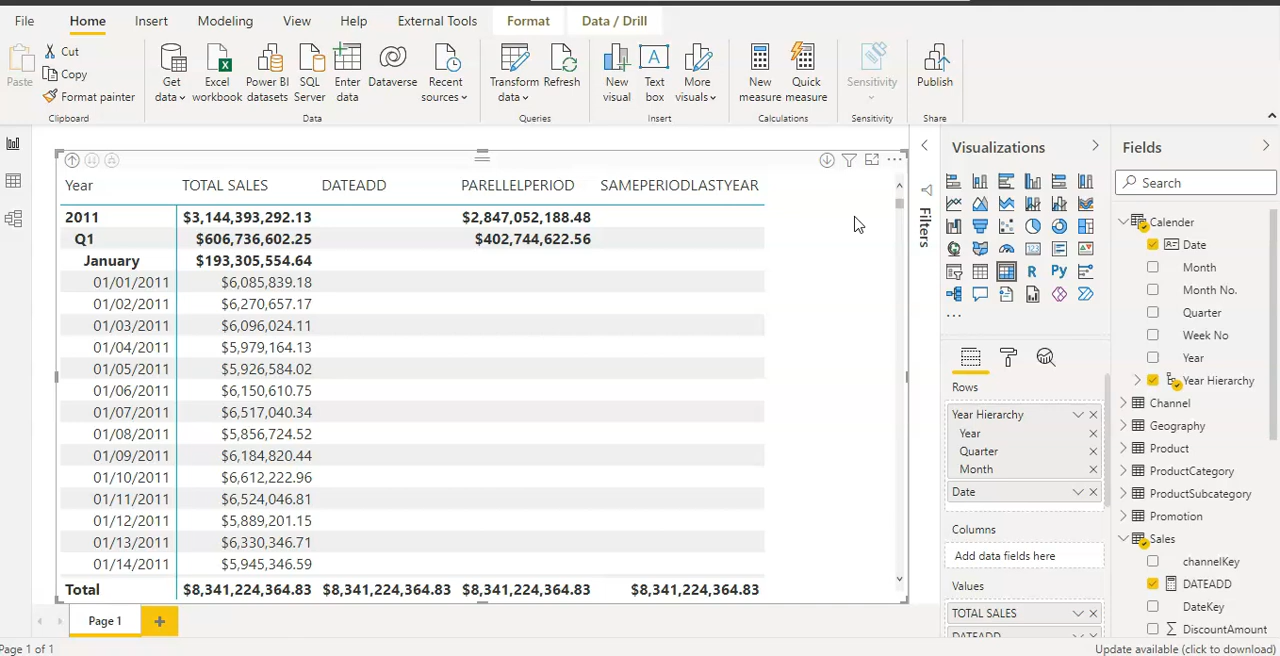 File Home Insert Modeling View Help External Tools Format Data / Drill
Paste
Cut
Copy
Format painter
Clipboard
Get data
Excel workbook
Power BI datasets
SQL Server
Enter data
Dataverse
Recent sources
Data
Transform data
Refresh
Queries
New visual
Text box
More visuals
Insert
New measure
Quick measure
Calculations
Sensitivity
Sensitivity
Publish
Share
Year TOTAL SALES DATEADD PARELLELPERIOD SAMEPERIODLASTYEAR
2011 $3,144,393,292.13 $2,847,052,188.48
Q1 $606,736,602.25 $402,744,622.56
January $193,305,554.64
01/01/2011 $6,085,839.18
01/02/2011 $6,270,657.17
01/03/2011 $6,096,024.11
01/04/2011 $5,979,164.13
01/05/2011 $5,926,584.02
01/06/2011 $6,150,610.75
01/07/2011 $6,517,040.34
01/08/2011 $5,856,724.52
01/09/2011 $6,184,820.44
01/10/2011 $6,612,222.96
01/11/2011 $6,524,046.81
01/12/2011 $5,889,201.15
01/13/2011 $6,330,346.71
01/14/2011 $5,945,346.59
Total $8,341,224,364.83 $8,341,224,364.83 $8,341,224,364.83 $8,341,224,364.83
Filters
Visualizations
R
Py
Rows
Year Hierarchy
Year
Quarter
Month
Date
Columns
Add data fields here
Values
TOTAL SALES
DATEADD
Fields
Search
Calender
Date
Month
Month No.
Quarter
Week No
Year
Year Hierarchy
Channel
Geography
Product
ProductCategory
ProductSubcategory
Promotion
Sales
channelKey
DATEADD
DateKey
DiscountAmount
Page 1
Page 1 of 1
Update available (click to download)